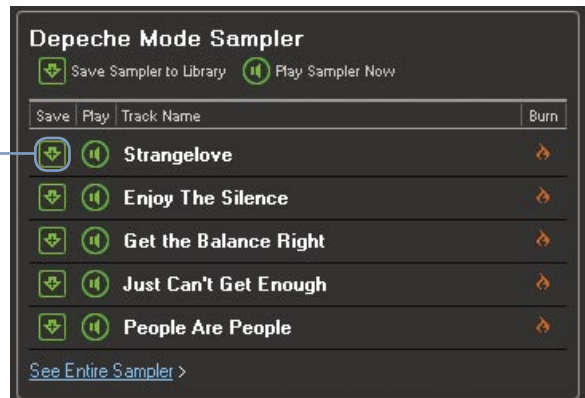 Depeche Mode Sampler
Save Sampler to Library Play Sampler Now
Save Play Track Name Burn
Strangelove
Enjoy The Silence
Get the Balance Right
Just Can't Get Enough
People Are People
See Entire Sampler >